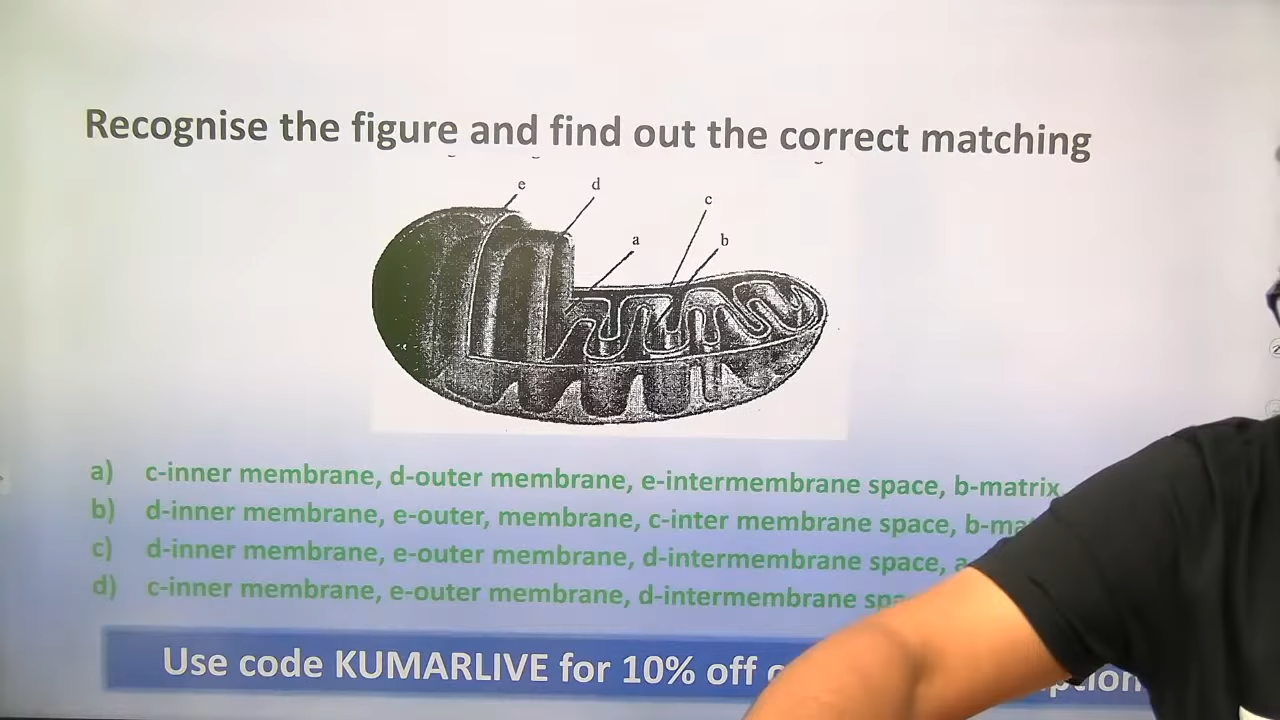 Recognise the figure and find out the correct matching
e d
c
a b
a) c-inner membrane, d-outer membrane, e-intermembrane space, b-matrix
b) d-inner membrane, e-outer, membrane, c-inter membrane space,
c) d-inner membrane, e-outer membrane, d-intermembrane space,
d) c-inner membrane, e-outer membrane, d-intermembrane
Use code KUMARLIVE for 10% off